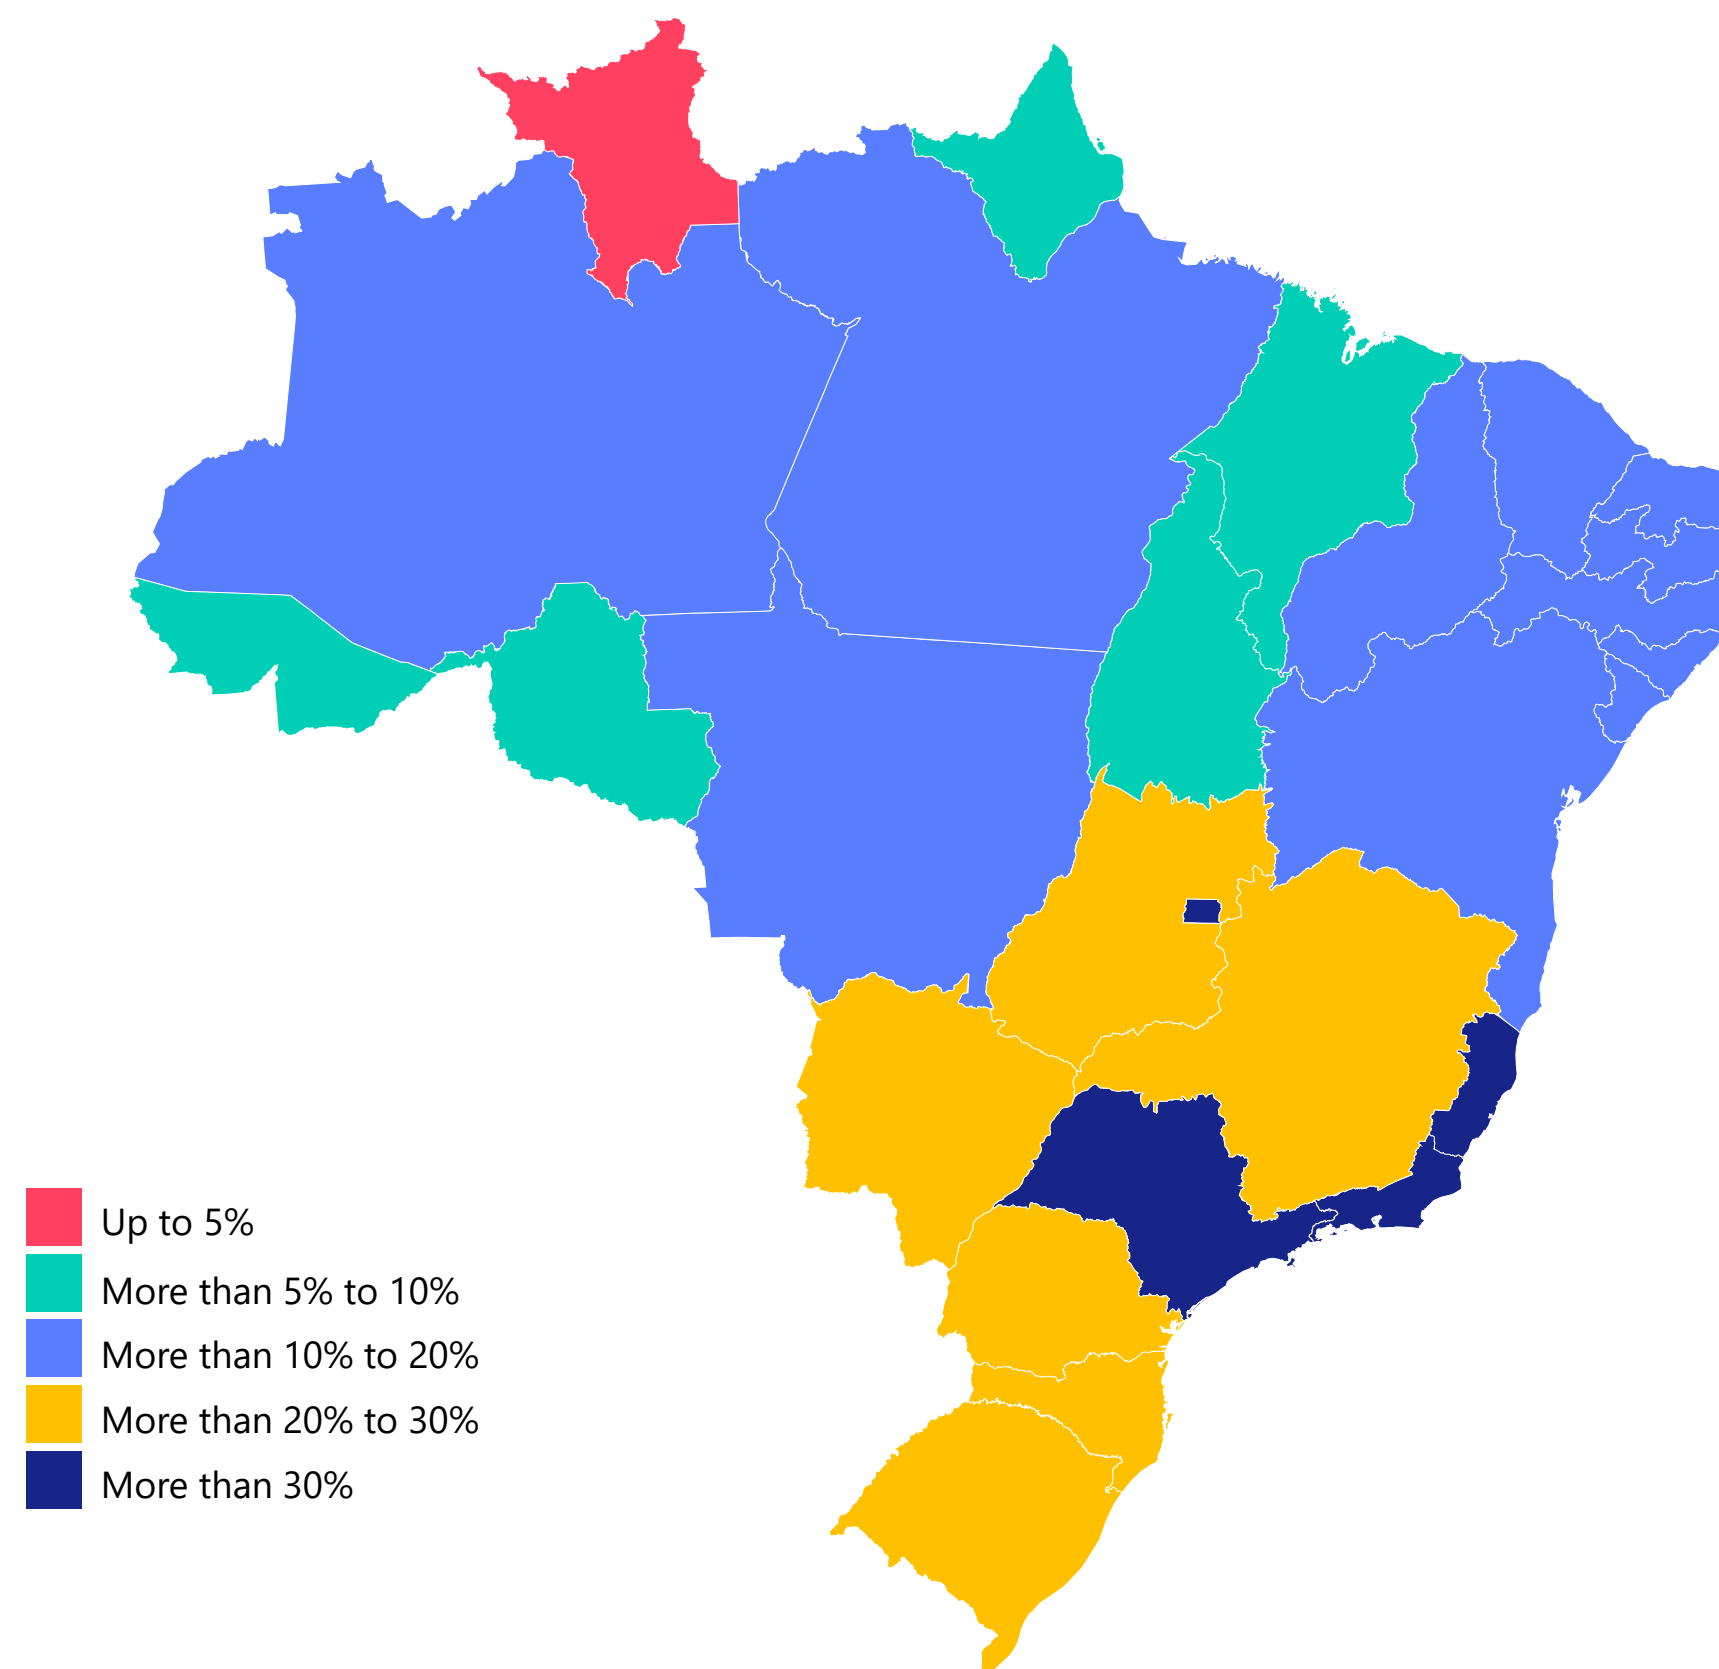 Up to 5%
More than 5% to 10%
More than 10% to 20%
More than 20% to 30%
More than 30%